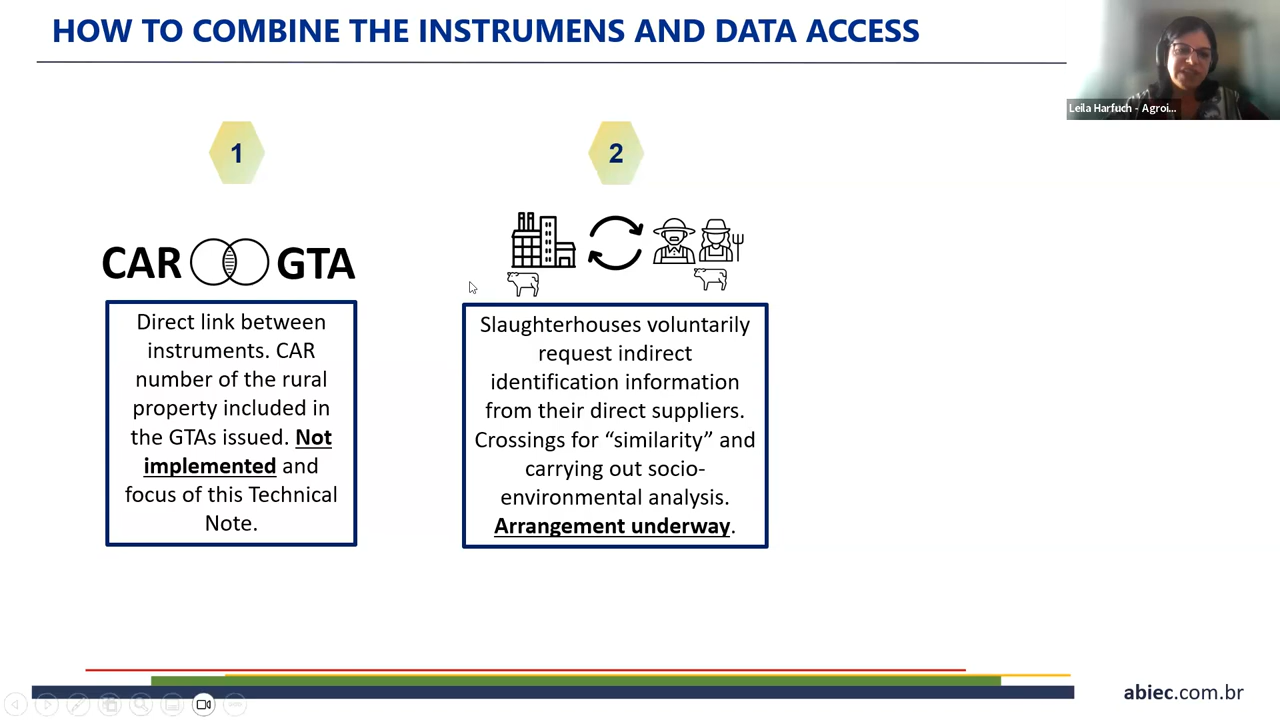 HOW TO COMBINE THE INSTRUMENS AND DATA ACCESS
Leila Harfuch - Agroi...
1
2
CAR GTA
Direct link between
instruments. CAR
number of the rural
property included in
the GTAs issued. Not
implemented and
focus of this Technical
Note.
Slaughterhouses voluntarily
request indirect
identification information
from their direct suppliers.
Crossings for “similarity” and
carrying out socio-
environmental analysis.
Arrangement underway.
abiec.com.br